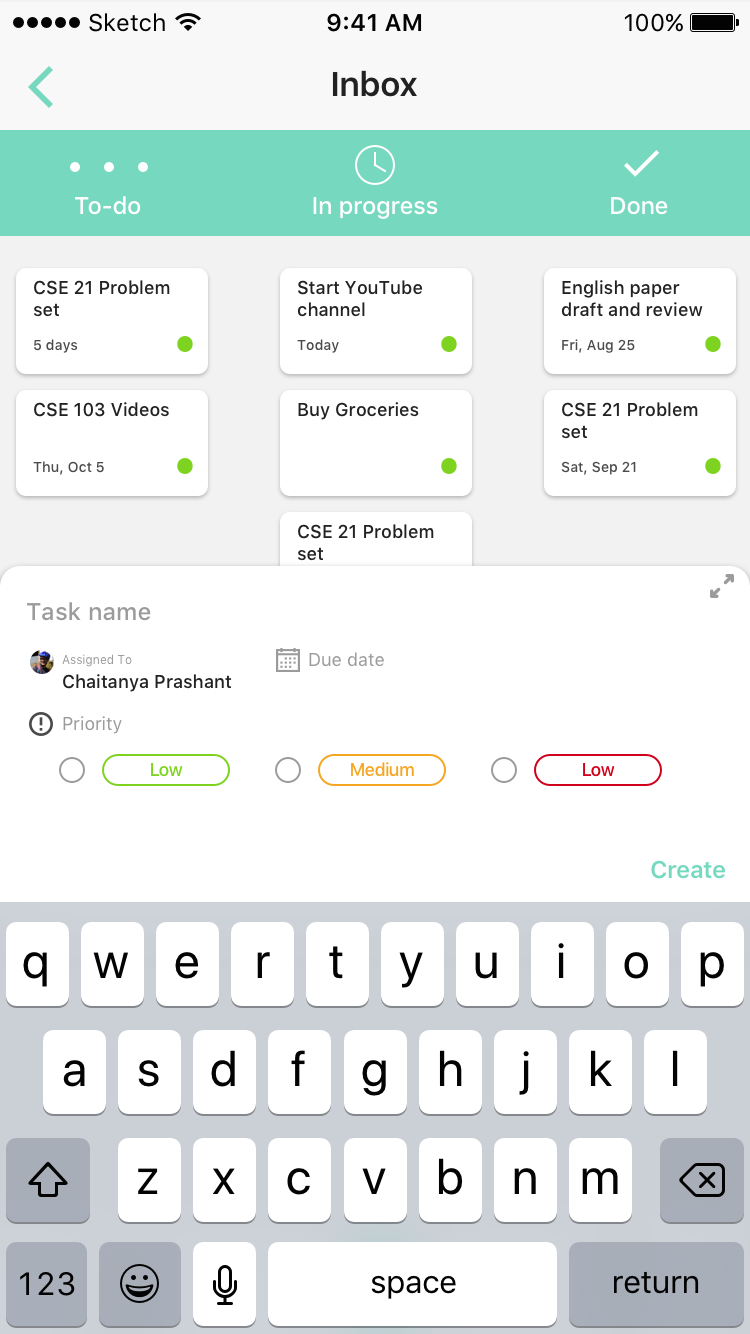 Sketch 9:41 AM 100%
Inbox
To-do In progress Done
CSE 21 Problem
set
5 days
Start YouTube
channel
Today
English paper
draft and review
Fri, Aug 25
CSE 103 Videos
Thu, Oct 5
Buy Groceries
CSE 21 Problem
set
Sat, Sep 21
CSE 21 Problem
set
Task name
Assigned To
Chaitanya Prashant
Due date
Priority
Low Medium Low
Create
q w e r t y u i o p
a s d f g h j k l
z x c v b n m
123 space return